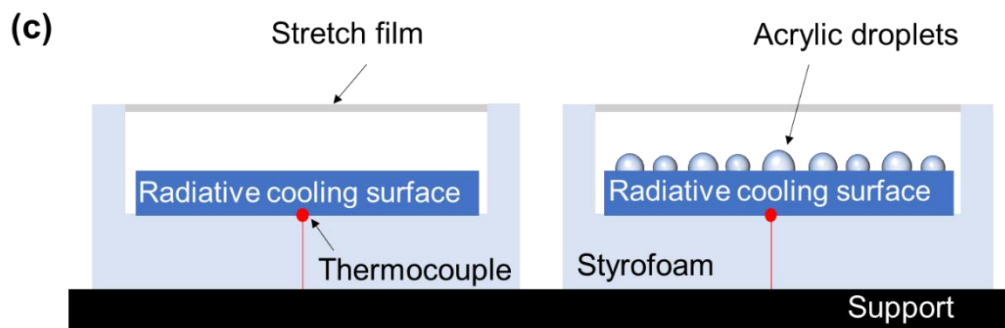 (c)
Stretch film
Acrylic droplets
Radiative cooling surface
Radiative cooling surface
Thermocouple
Styrofoam
Support